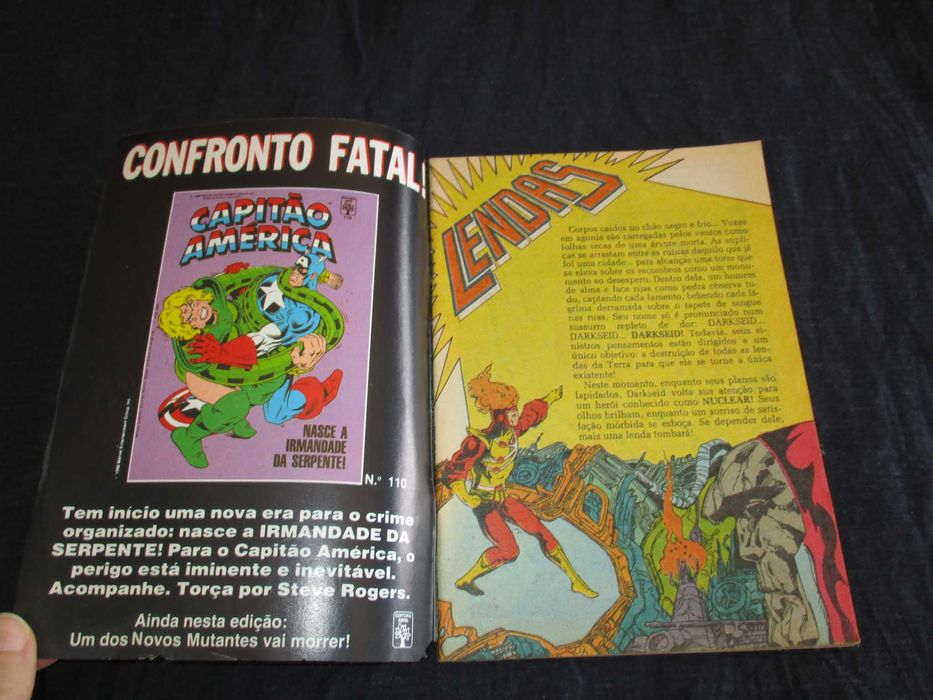 CONFRONTO FATAL!
CAPITÃO
AMÉRICA
110
NASCE A
IRMANDADE
DA SERPENTE!
N.º 110
Tem início uma nova era para o crime
organizado: nasce a IRMANDADE DA
SERPENTE! Para o Capitão América, o
perigo está iminente e inevitável.
Acompanhe. Torça por Steve Rogers.
Ainda nesta edição:
Um dos Novos Mutantes vai morrer!
EDITORA
ABRIL
LENDAS
Corpos caídos no chão negro e frio... Vozes
em agonia são carregadas pelos ventos como
folhas secas de uma árvore morta. As súpli-
cas se arrastam entre as ruínas daquilo que já
foi uma cidade... para alcançar uma torre que
se eleva sobre os escombros como um monu-
mento ao desespero. Dentro dela, um homem
de alma e face rijas como pedra observa tu-
do, captando cada lamento, bebendo cada lá-
grima derramada sobre o tapete de sangue
nas ruas. Seu nome só é pronunciado num
sussurro repleto de dor: DARKSEID...
DARKSEID... DARKSEID! Todavia, seus si-
nistros pensamentos estão dirigidos a um
único objetivo: a destruição de todas as len-
das da Terra para que ele se torne a única
existente!
Neste momento, enquanto seus planos são
lapidados, Darkseid volta sua atenção para
um herói conhecido como NUCLEAR! Seus
olhos brilham, enquanto um sorriso de satis-
fação mórbida se esboça. Se depender dele,
mais uma lenda tombará!